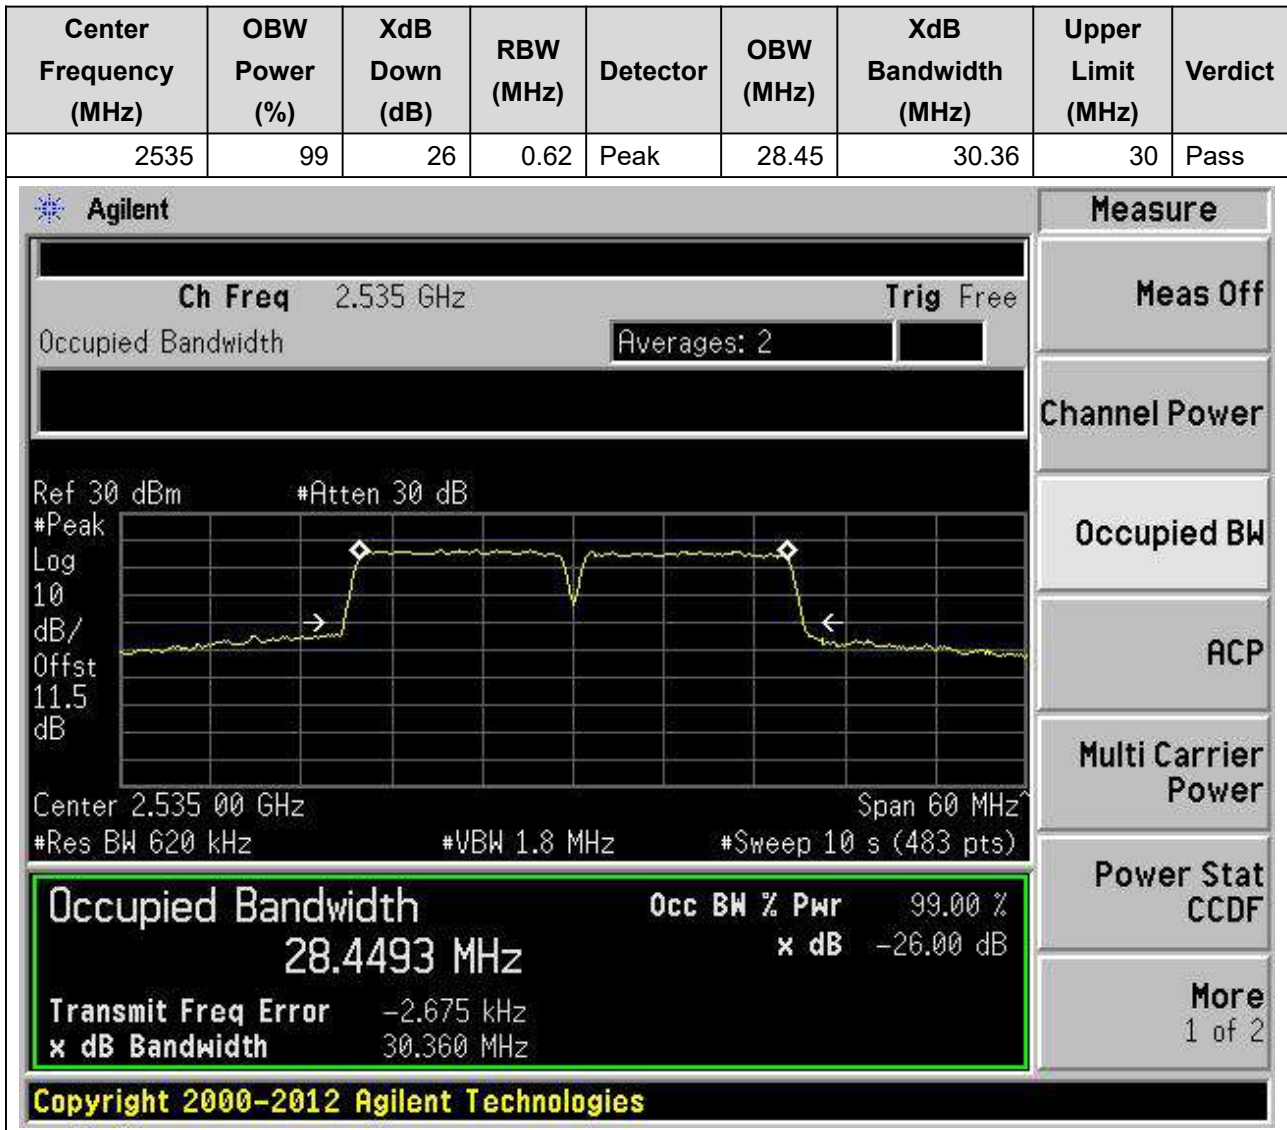 Center Frequency (MHz) OBW Power (%) XdB Down (dB) RBW (MHz) Detector OBW (MHz) XdB Bandwidth (MHz) Upper Limit (MHz) Verdict
2535 99 26 0.62 Peak 28.45 30.36 30 Pass
Agilent
Measure
Ch Freq 2.535 GHz Trig Free
Meas Off
Occupied Bandwidth Averages: 2
Channel Power
Ref 30 dBm #Atten 30 dB
#Peak
Log
10
dB/
Offst
11.5
dB
Occupied BW
ACP
Multi Carrier
Power
Center 2.535 00 GHz Span 60 MHz^
#Res BW 620 kHz #VBW 1.8 MHz #Sweep 10 s (483 pts)
Occupied Bandwidth Occ BW % Pwr 99.00 %
28.4493 MHz x dB -26.00 dB
Transmit Freq Error -2.675 kHz
x dB Bandwidth 30.360 MHz
Power Stat
CCDF
More
1 of 2
Copyright 2000-2012 Agilent Technologies